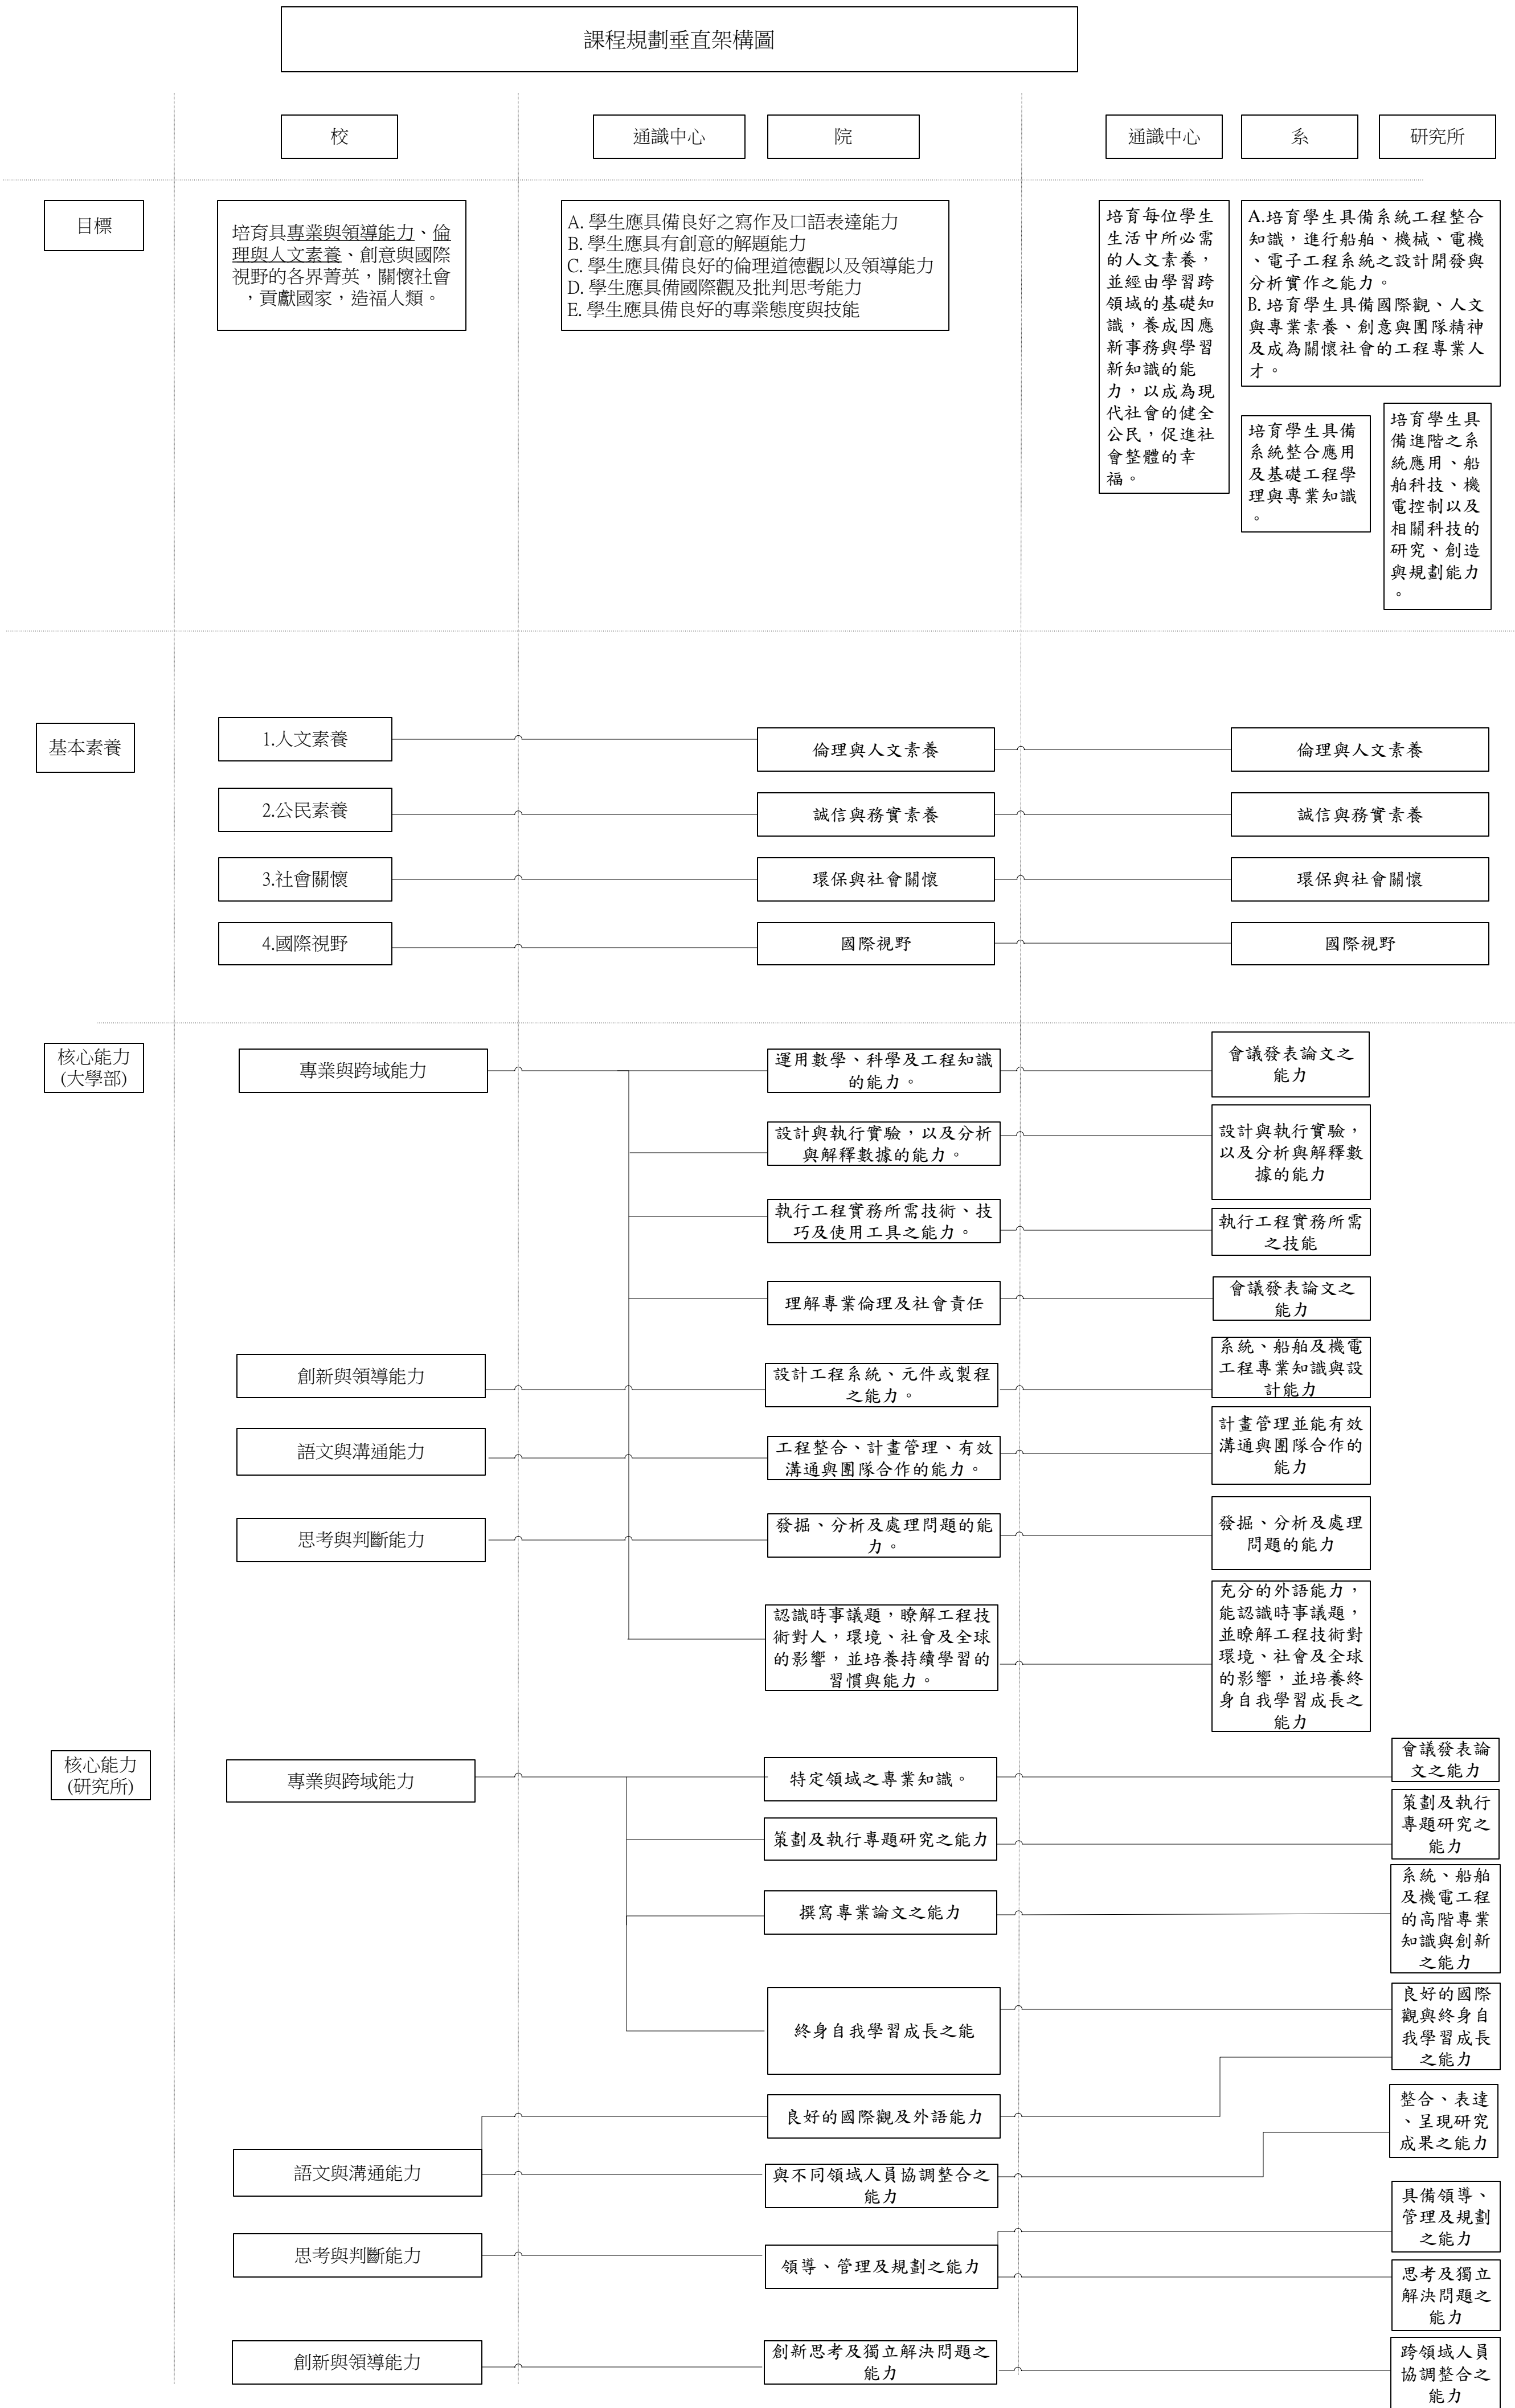 課程規劃垂直架構圖
校
通識中心
院
通識中心
系
研究所
目標
培育具專業與領導能力、倫
理與人文素養、創意與國際
視野的各界菁英，關懷社會
，貢獻國家，造福人類。
A. 學生應具備良好之寫作及口語表達能力
B. 學生應具有創意的解題能力
C. 學生應具備良好的倫理道德觀以及領導能力
D. 學生應具備國際觀及批判思考能力
E. 學生應具備良好的專業態度與技能
培育每位學生
生活中所必需
的人文素養，
並經由學習跨
領域的基礎知
識，養成因應
新事務與學習
新知識的能
力，以成為現
代社會的健全
公民，促進社
會整體的幸
福。
A.培育學生具備系統工程整合
知識，進行船舶、機械、電機
、電子工程系統之設計開發與
分析實作之能力。
B. 培育學生具備國際觀、人文
與專業素養、創意與團隊精神
及成為關懷社會的工程專業人
才。
培育學生具備
系統整合應用
及基礎工程學
理與專業知識
。
培育學生具
備進階之系
統應用、船
舶科技、機
電控制以及
相關科技的
研究、創造
與規劃能力
。
基本素養
1.人文素養
倫理與人文素養
倫理與人文素養
2.公民素養
誠信與務實素養
誠信與務實素養
3.社會關懷
環保與社會關懷
環保與社會關懷
4.國際視野
國際視野
國際視野
核心能力
(大學部)
專業與跨域能力
運用數學、科學及工程知識
的能力。
會議發表論文之
能力
設計與執行實驗，以及分析
與解釋數據的能力。
設計與執行實驗，
以及分析與解釋數
據的能力
執行工程實務所需技術、技
巧及使用工具之能力。
執行工程實務所需
之技能
理解專業倫理及社會責任
會議發表論文之
能力
創新與領導能力
設計工程系統、元件或製程
之能力。
系統、船舶及機電
工程專業知識與設
計能力
語文與溝通能力
工程整合、計畫管理、有效
溝通與團隊合作的能力。
計畫管理並能有效
溝通與團隊合作的
能力
思考與判斷能力
發掘、分析及處理問題的能
力。
發掘、分析及處理
問題的能力
認識時事議題，瞭解工程技
術對人，環境、社會及全球
的影響，並培養持續學習的
習慣與能力。
充分的外語能力，
能認識時事議題，
並瞭解工程技術對
環境、社會及全球
的影響，並培養終
身自我學習成長之
能力
核心能力
(研究所)
專業與跨域能力
特定領域之專業知識。
會議發表論
文之能力
策劃及執行專題研究之能力
策劃及執行
專題研究之
能力
撰寫專業論文之能力
系統、船舶
及機電工程
的高階專業
知識與創新
之能力
終身自我學習成長之能
良好的國際
觀與終身自
我學習成長
之能力
語文與溝通能力
良好的國際觀及外語能力
與不同領域人員協調整合之
能力
整合、表達
、呈現研究
成果之能力
思考與判斷能力
領導、管理及規劃之能力
具備領導、
管理及規劃
之能力
思考及獨立
解決問題之
能力
創新與領導能力
創新思考及獨立解決問題之
能力
跨領域人員
協調整合之
能力